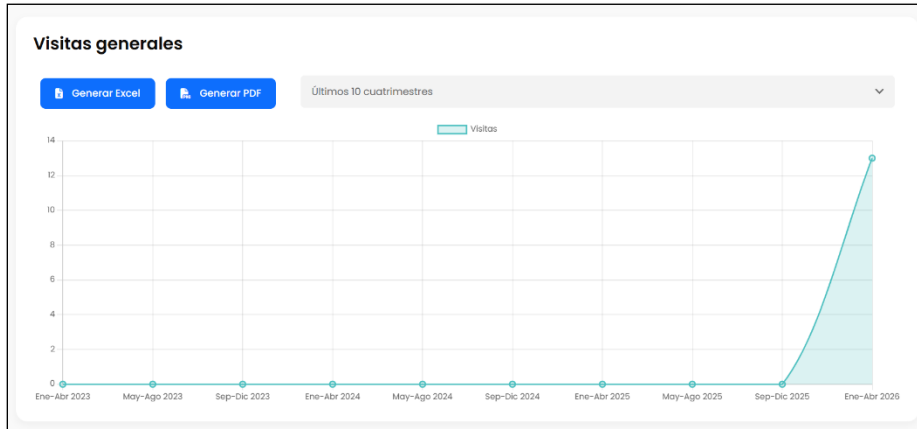 Visitas generales
Generar Excel
Generar PDF
Últimos 10 cuatrimestres
Visitas
14
12
10
8
6
4
2
0
Ene-Abr 2023 May-Ago 2023 Sep-Dic 2023 Ene-Abr 2024 May-Ago 2024 Sep-Dic 2024 Ene-Abr 2025 May-Ago 2025 Sep-Dic 2025 Ene-Abr 2026